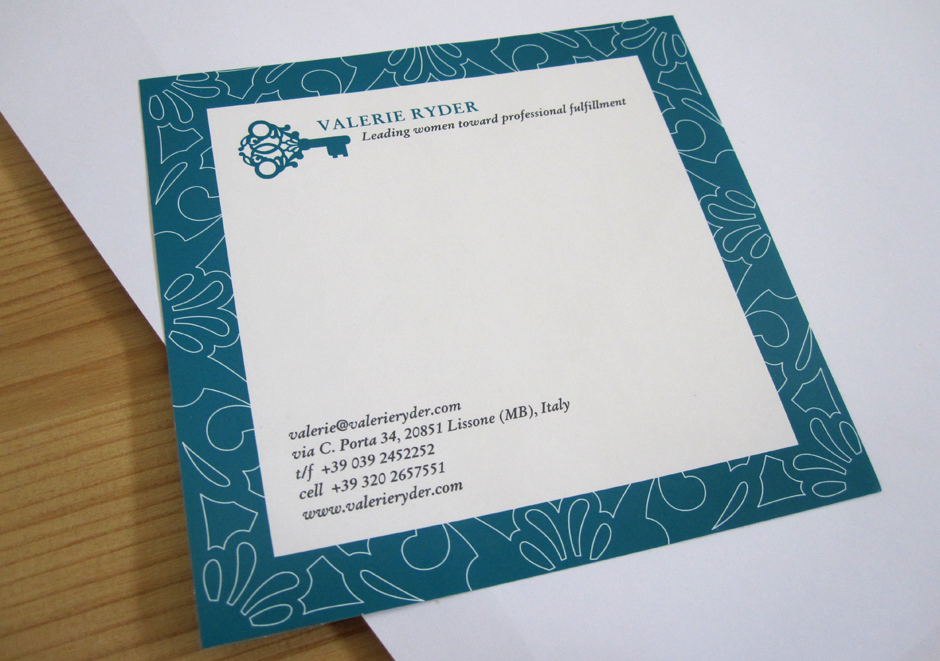 VALERIE RYDER
Leading women toward professional fulfillment
valerie@valerieryder.com
via C. Porta 34, 20851 Lissone (MB), Italy
t/f +39 039 2452252
cell +39 320 2657551
www.valerieryder.com